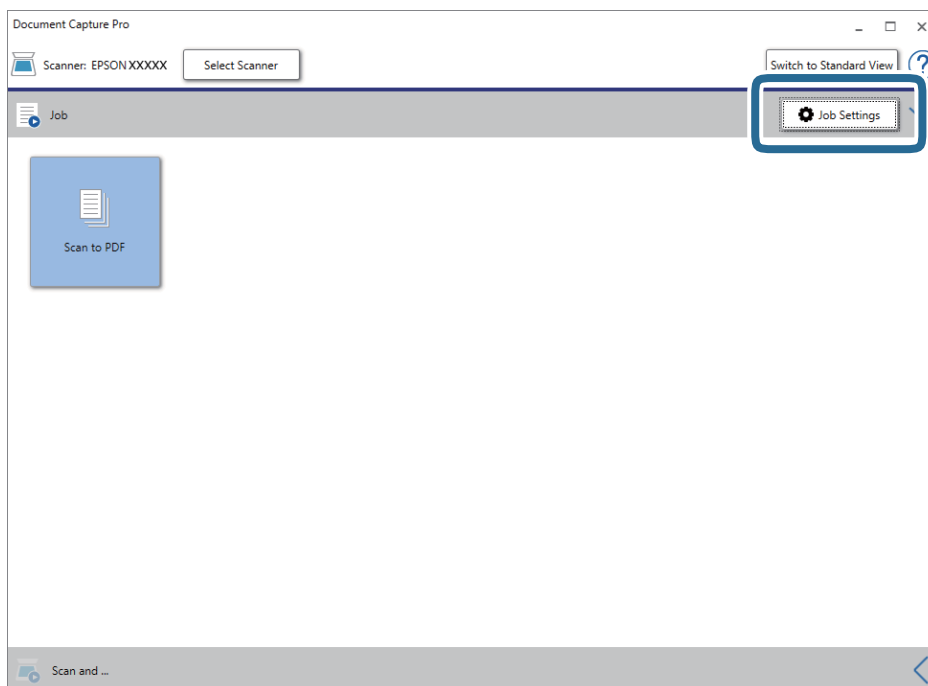 Document Capture Pro
Scanner: EPSON XXXXX Select Scanner Switch to Standard View ?
Job Job Settings
Scan to PDF
Scan and ...